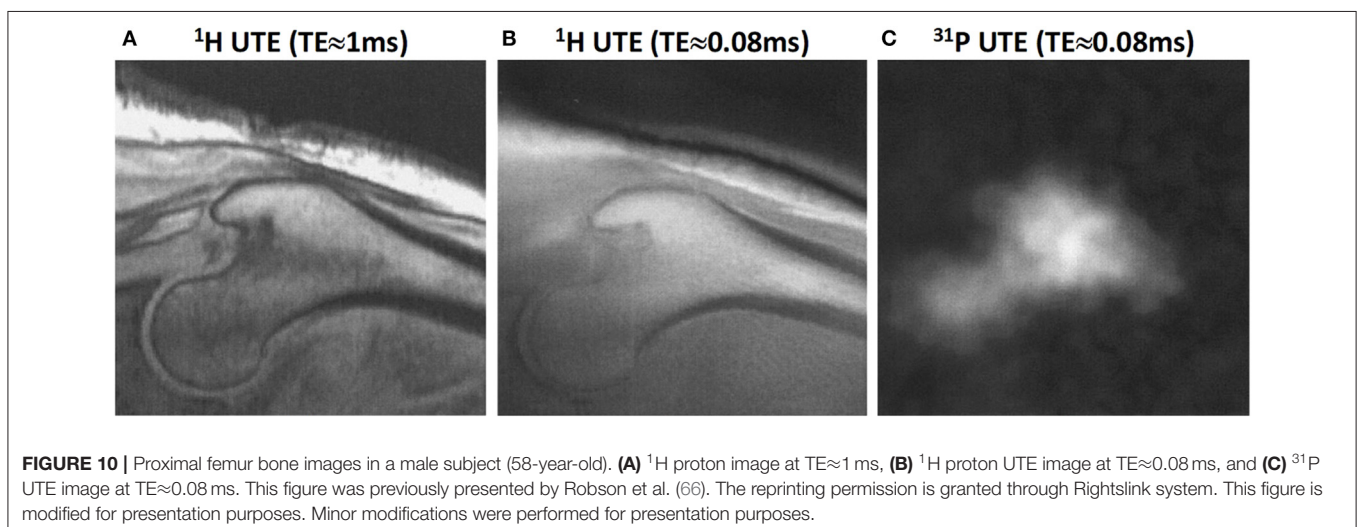 A ¹H UTE (TE≈1ms) B ¹H UTE (TE≈0.08ms) C ³¹P UTE (TE≈0.08ms)
FIGURE 10 | Proximal femur bone images in a male subject (58-year-old). (A) ¹H proton image at TE≈1 ms, (B) ¹H proton UTE image at TE≈0.08 ms, and (C) ³¹P
UTE image at TE≈0.08 ms. This figure was previously presented by Robson et al. (66). The reprinting permission is granted through Rightslink system. This figure is
modified for presentation purposes. Minor modifications were performed for presentation purposes.